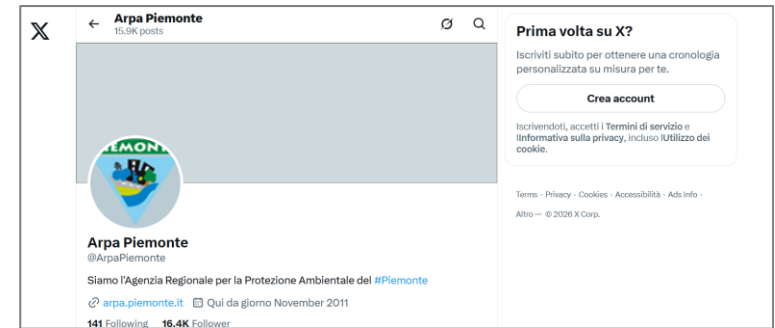 Arpa Piemonte
15.9K posts
PIEMONTE
Arpa Piemonte
@ArpaPiemonte
Siamo l'Agenzia Regionale per la Protezione Ambientale del #Piemonte
arpa.piemonte.it Qui da giorno November 2011
141 Following 16.4K Follower
Prima volta su X?
Iscriviti subito per ottenere una cronologia
personalizzata su misura per te.
Crea account
Iscrivendoti, accetti i Termini di servizio e
lInformativa sulla privacy, incluso lUtilizzo dei
cookie.
Terms · Privacy · Cookies · Accessibilità · Ads Info ·
Altro — © 2026 X Corp.